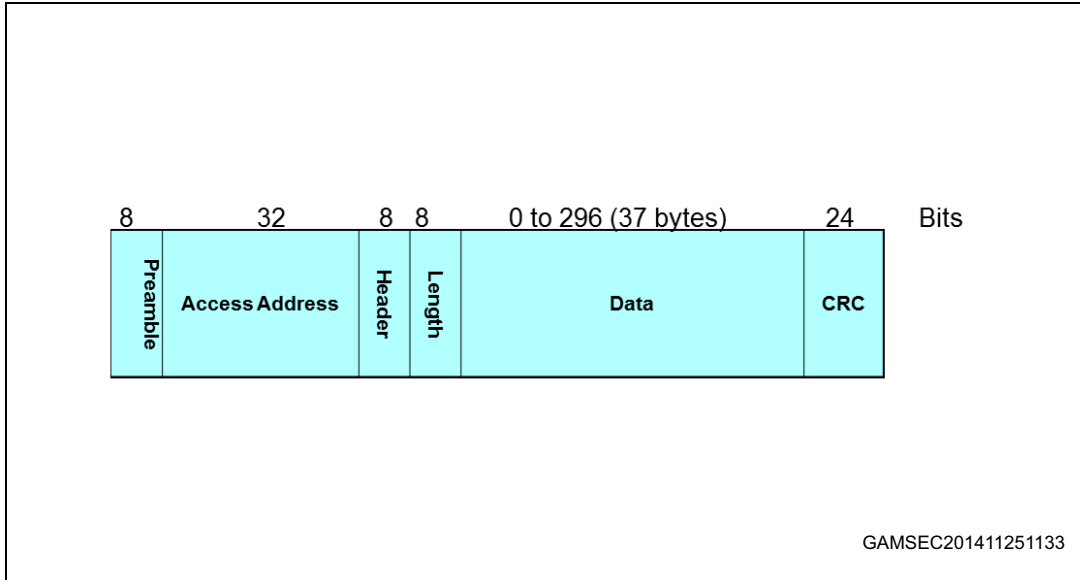 8 32 8 8 0 to 296 (37 bytes) 24 Bits
Preamble Access Address Header Length Data CRC
GAMSEC201411251133